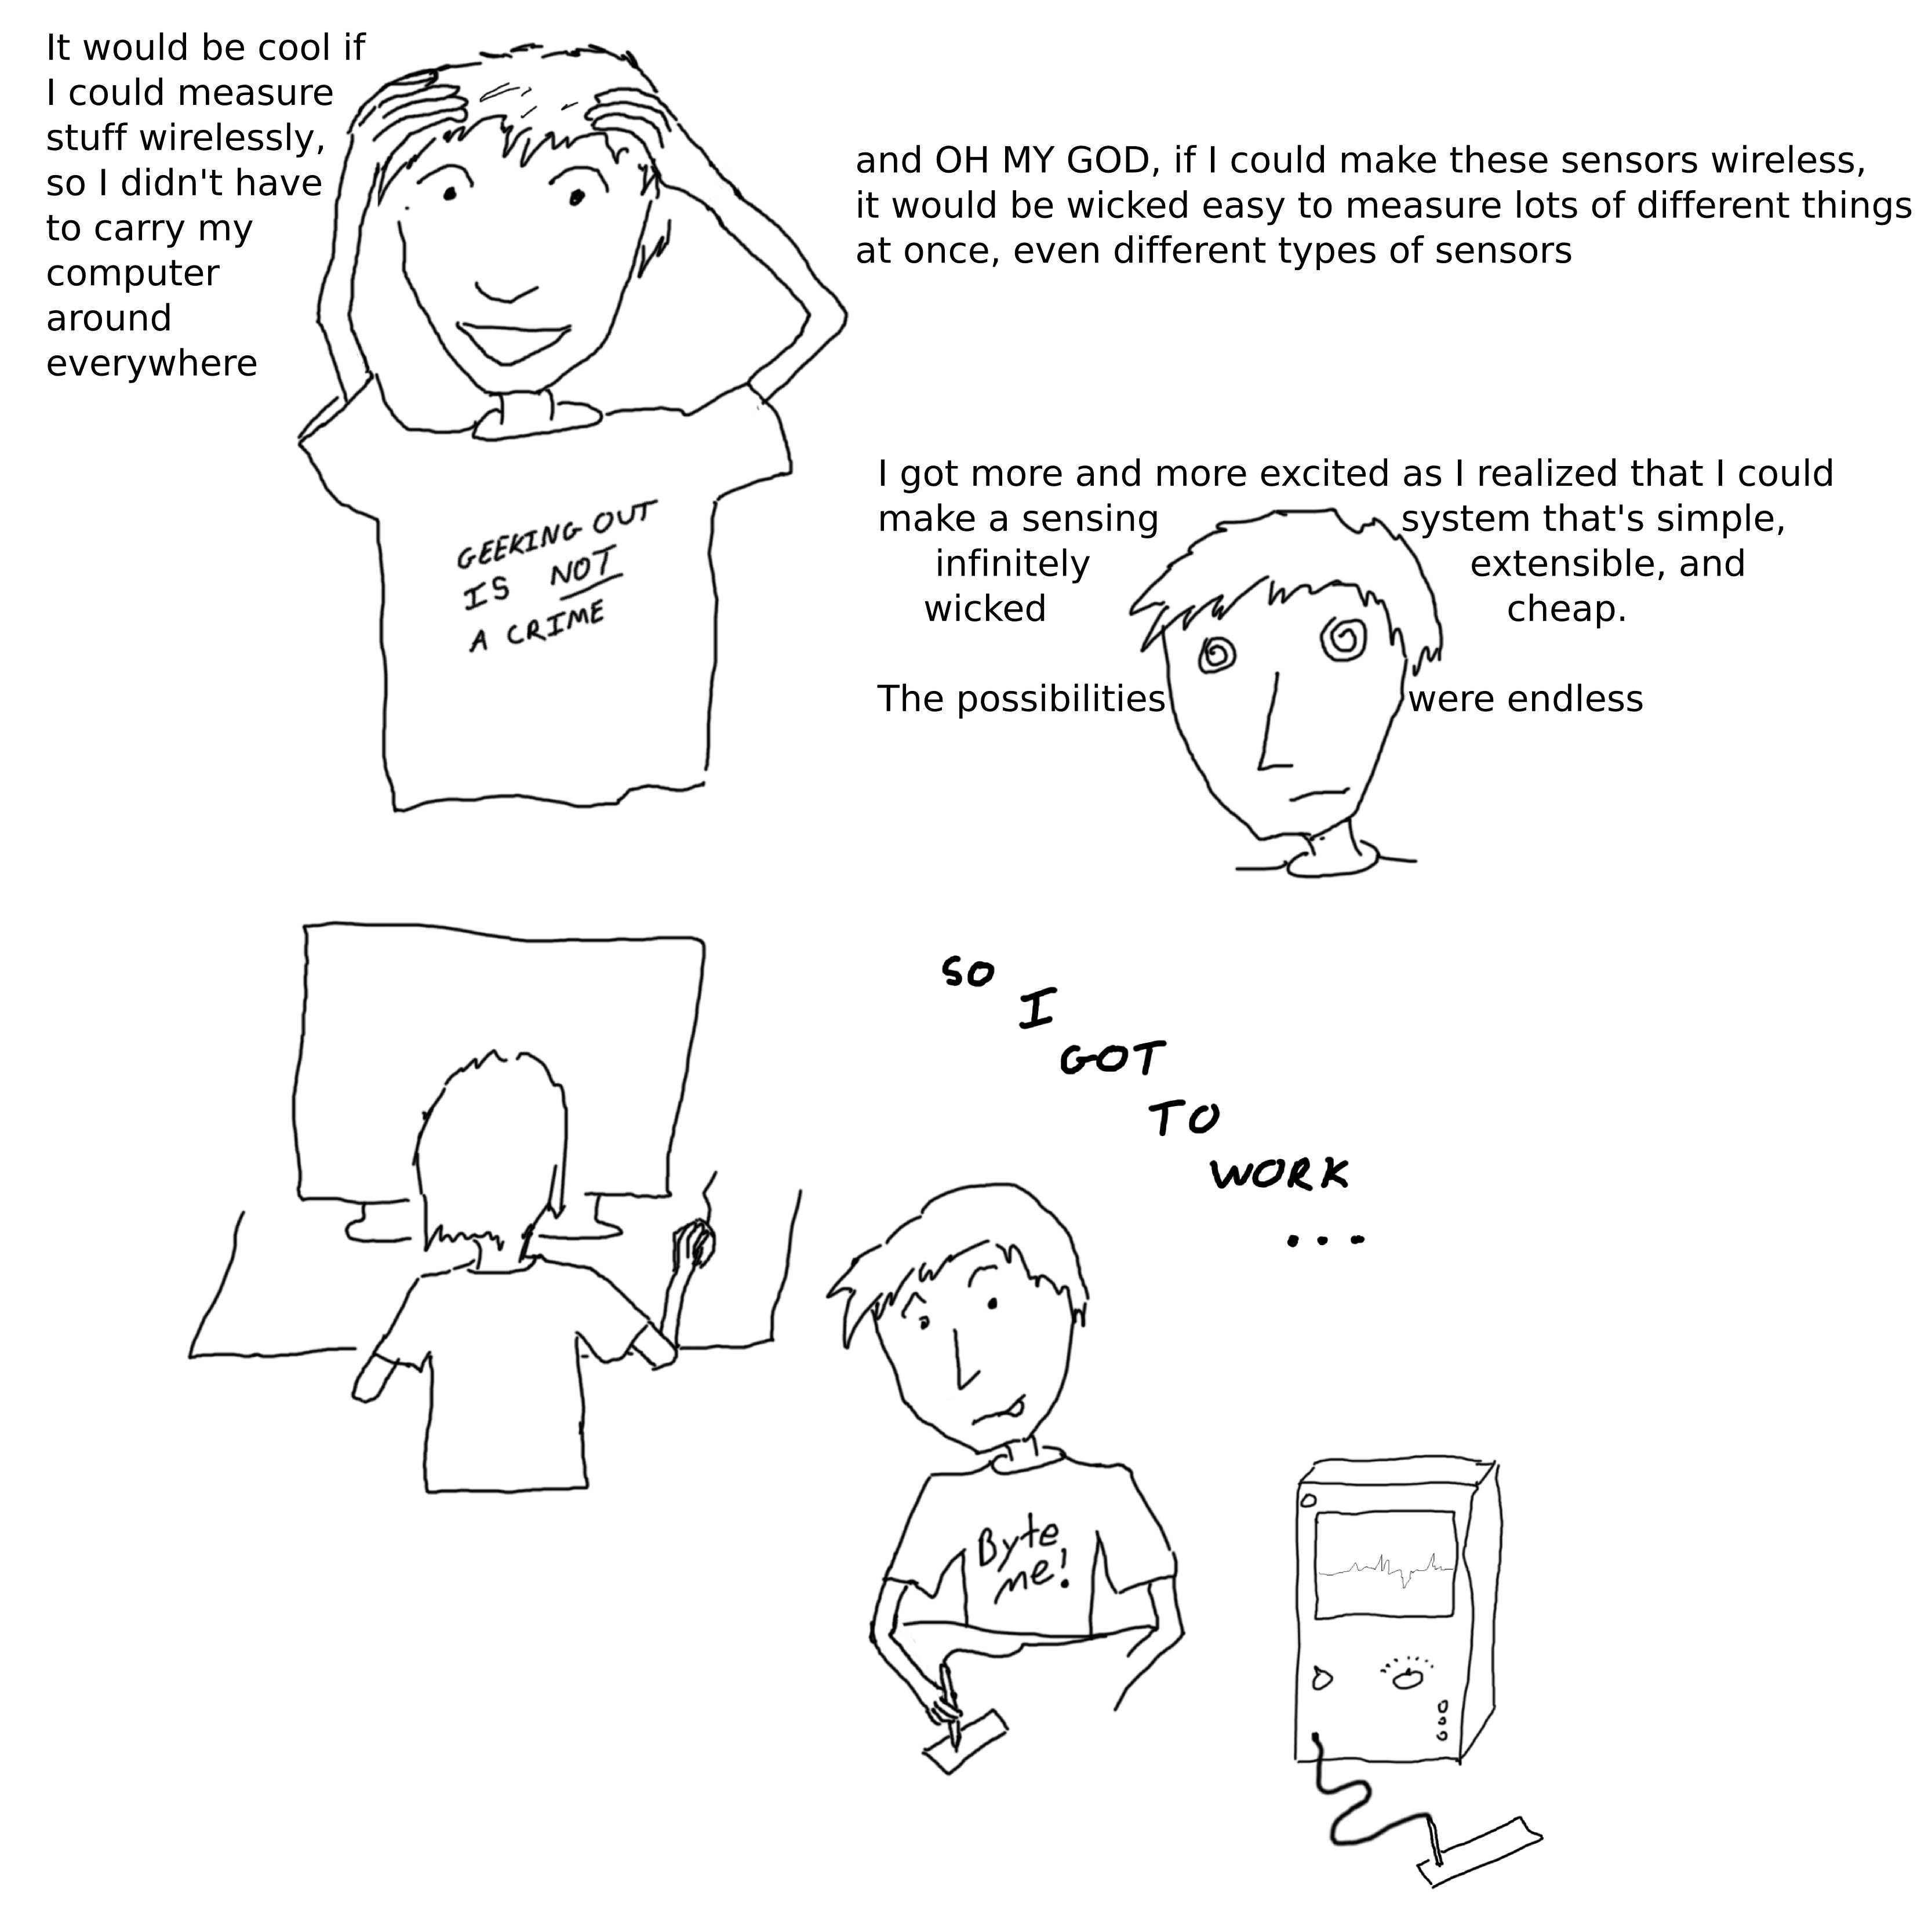 It would be cool if
I could measure
stuff wirelessly,
so I didn't have
to carry my
computer
around
everywhere
and OH MY GOD, if I could make these sensors wireless,
it would be wicked easy to measure lots of different things
at once, even different types of sensors
GEEKING OUT
IS NOT
A CRIME
I got more and more excited as I realized that I could
make a sensing system that's simple,
infinitely extensible, and
wicked cheap.
The possibilities were endless
SO
I
GOT
TO
WORK
...
Byte
me!